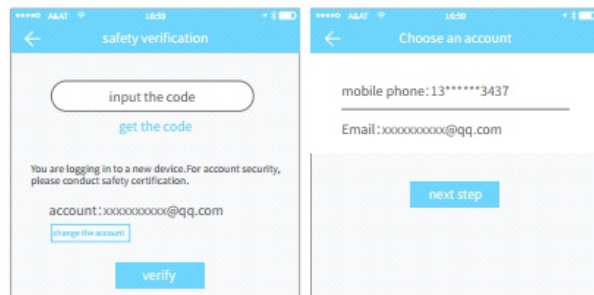 A&AT 16:59
safety verification
input the code
get the code
You are logging in to a new device.For account security,
please conduct safety certification.
account:xxxxxxxxxx@qq.com
change the account
verify
A&AT 16:59
Choose an account
mobile phone:13******3437
Email:xxxxxxxxxx@qq.com
next step